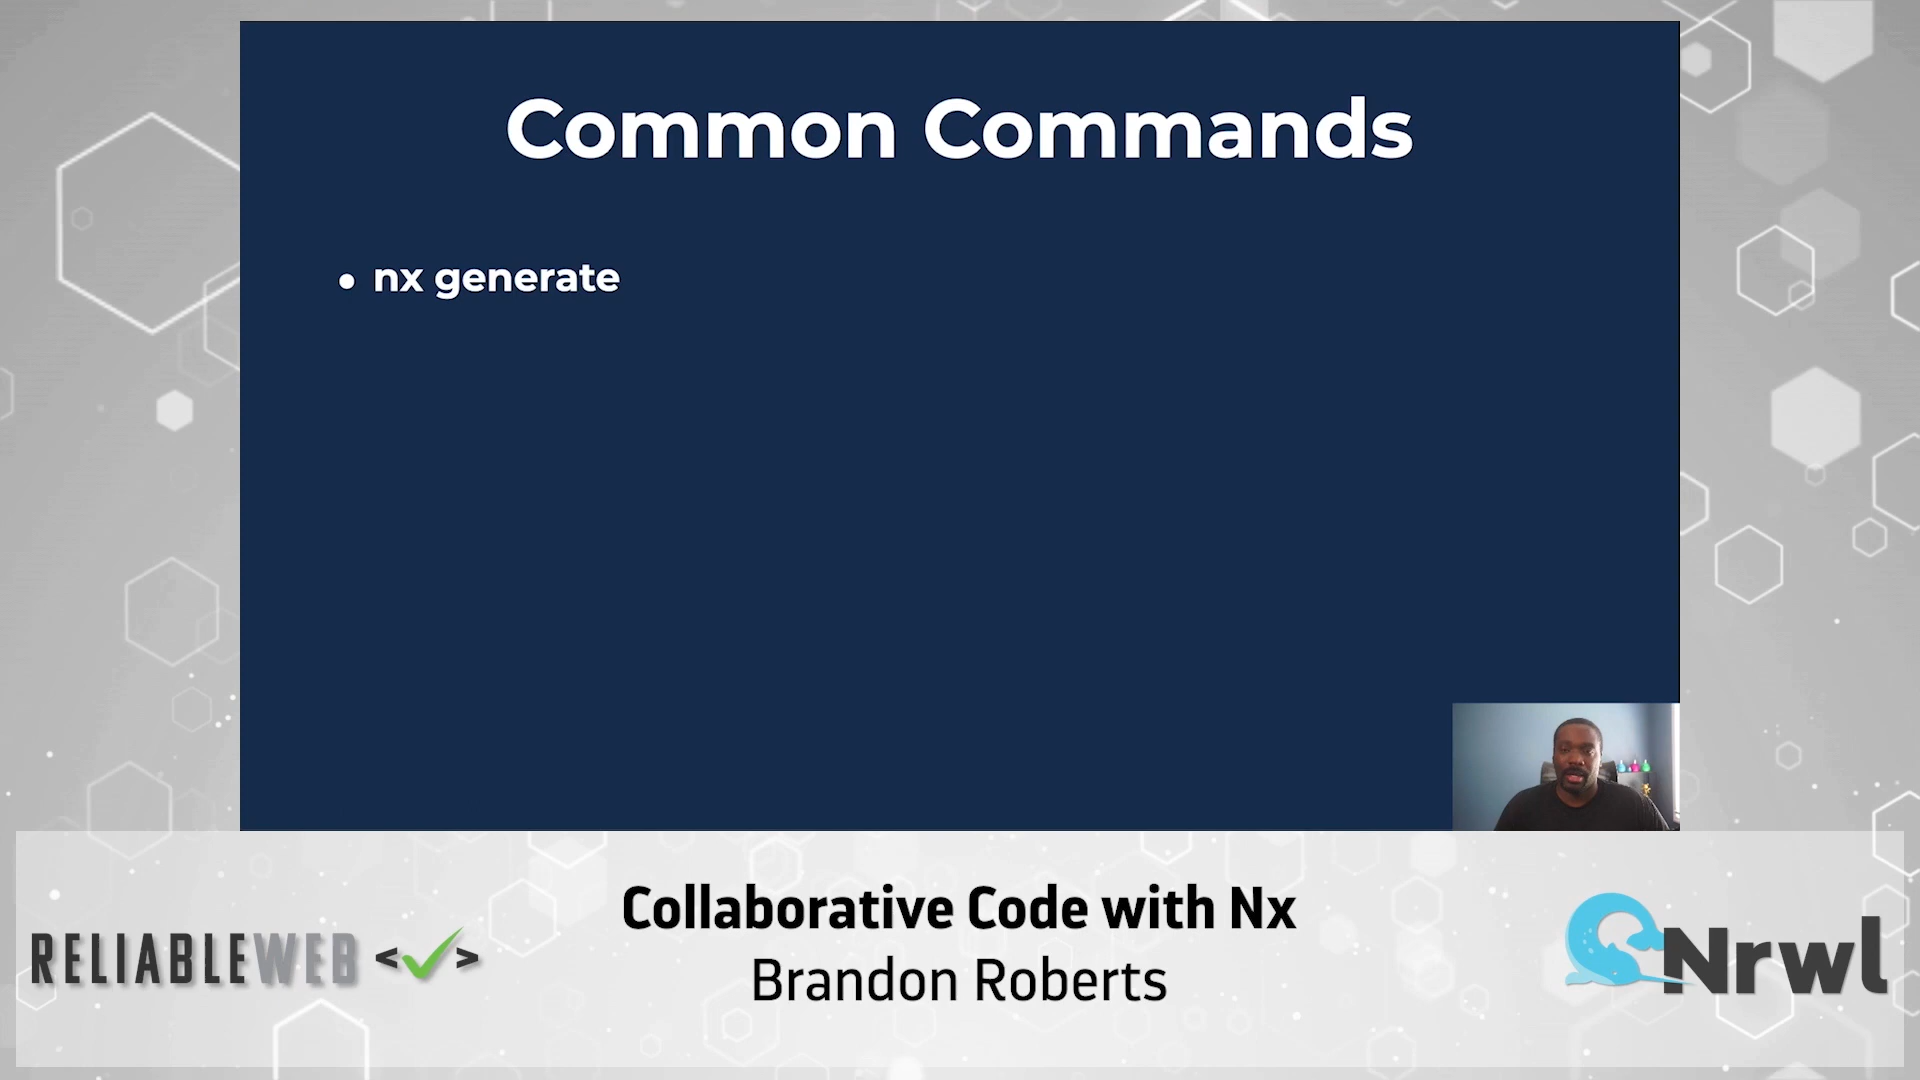 Common Commands
• nx generate
Collaborative Code with Nx
Brandon Roberts
RELIABLEWEB <✓>
Nrwl